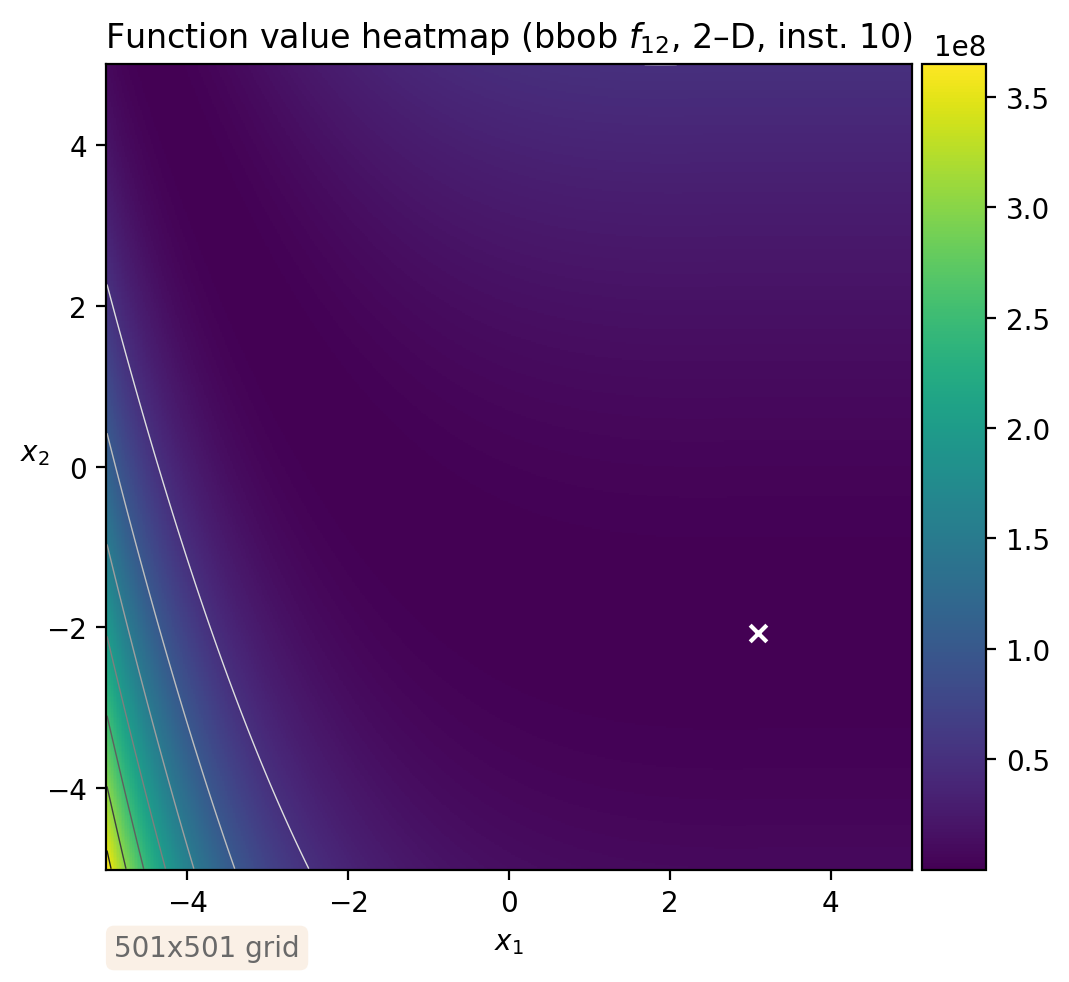 Function value heatmap (bbob f12, 2–D, inst. 10)
1e8
3.5
3.0
2.5
2.0
1.5
1.0
0.5
4
2
0
−2
−4
x2
−4 −2 0 2 4
x1
501x501 grid